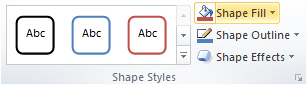 Abc Abc Abc
Shape Fill
Shape Outline
Shape Effects
Shape Styles